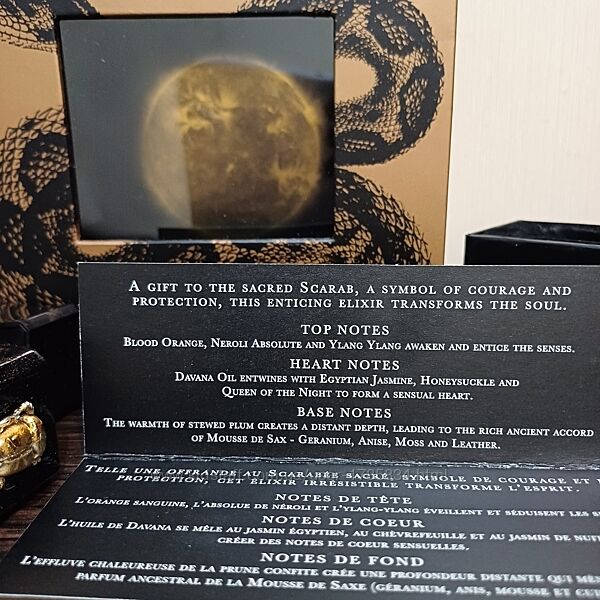 A gift to the sacred Scarab, a symbol of courage and
protection, this enticing elixir transforms the soul.
TOP NOTES
Blood Orange, Neroli Absolute and Ylang Ylang awaken and entice the senses.
HEART NOTES
Davana Oil entwines with Egyptian Jasmine, Honeysuckle and
Queen of the Night to form a sensual heart.
BASE NOTES
The warmth of stewed plum creates a distant depth, leading to the rich ancient accord
of Mousse de Sax - Geranium, Anise, Moss and Leather.
Telle une offrande au Scarabée sacré, symbole de courage et
protection, cet élixir irrésistible transforme l'esprit.
NOTES DE TÊTE
L'orange sanguine, l'absolue de néroli et l'ylang-ylang éveillent et séduisent les
NOTES DE COEUR
L'huile de Davana se mêle au jasmin égyptien, au chèvrefeuille et au jasmin de nuit
créer des notes de coeur sensuelles.
NOTES DE FOND
L'effluve chaleureuse de la prune confite crée une profondeur distante qui
parfum ancestral de la Mousse de Saxe (géranium, anis, mousse et